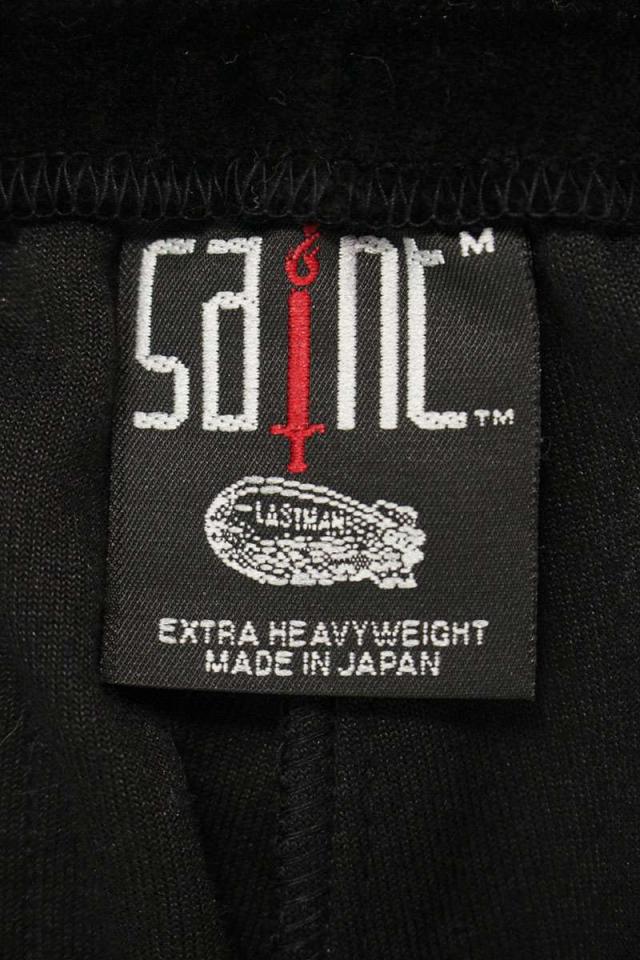 saint M
™
LASTMAN
EXTRA HEAVYWEIGHT
MADE IN JAPAN